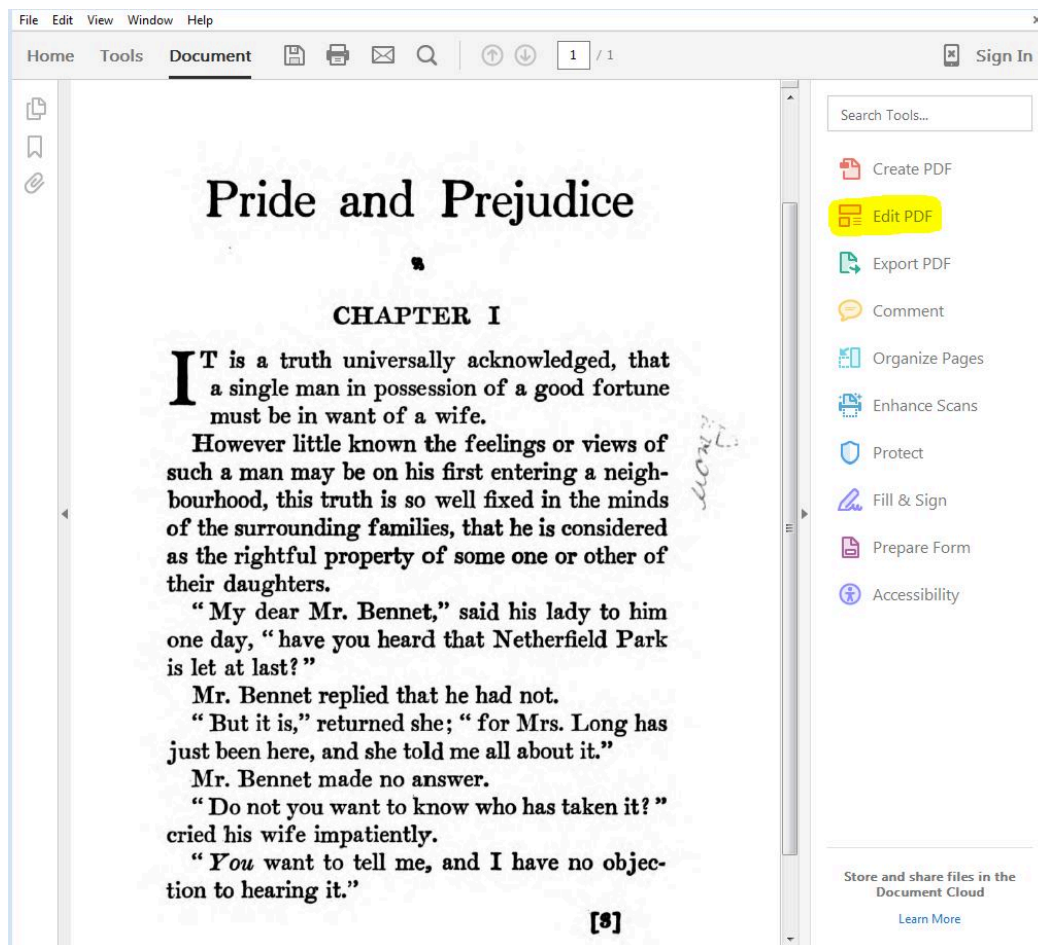 File Edit View Window Help
Home Tools Document 1 / 1 Sign In
Search Tools...
Create PDF
Edit PDF
Export PDF
Comment
Organize Pages
Enhance Scans
Protect
Fill & Sign
Prepare Form
Accessibility
Store and share files in the
Document Cloud
Learn More
Pride and Prejudice
CHAPTER I
IT is a truth universally acknowledged, that
a single man in possession of a good fortune
must be in want of a wife.
However little known the feelings or views of
such a man may be on his first entering a neigh-
bourhood, this truth is so well fixed in the minds
of the surrounding families, that he is considered
as the rightful property of some one or other of
their daughters.
“My dear Mr. Bennet,” said his lady to him
one day, “have you heard that Netherfield Park
is let at last?”
Mr. Bennet replied that he had not.
“But it is,” returned she; “for Mrs. Long has
just been here, and she told me all about it.”
Mr. Bennet made no answer.
“Do not you want to know who has taken it?”
cried his wife impatiently.
“You want to tell me, and I have no objec-
tion to hearing it.”
[3]